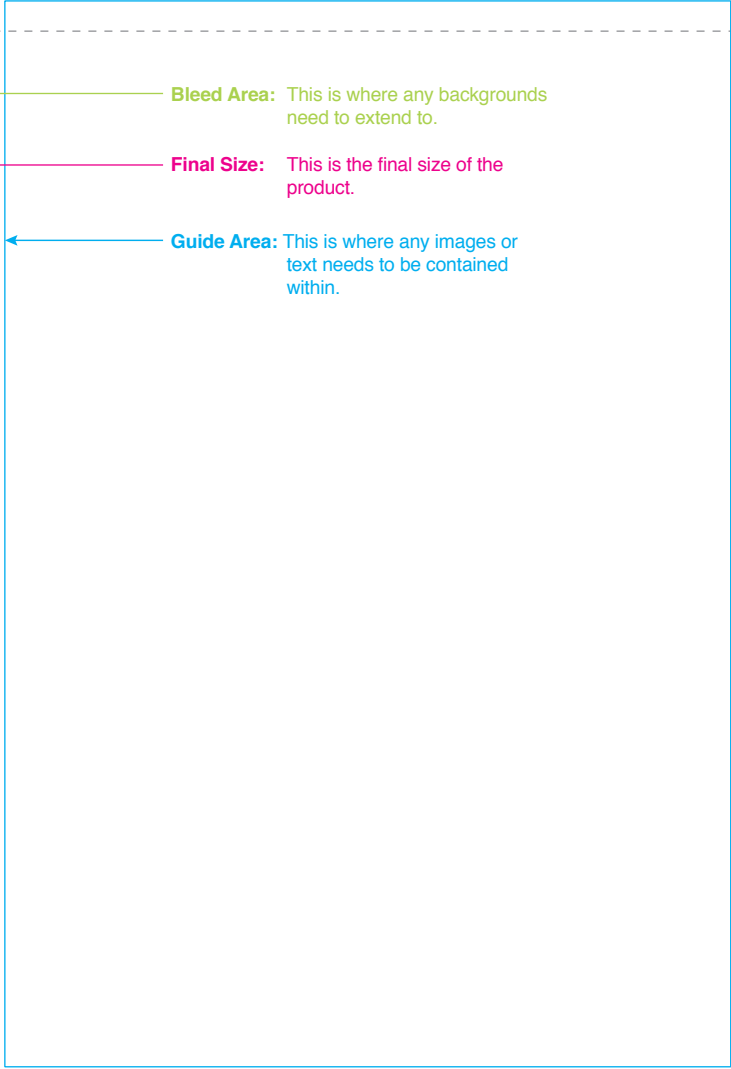 Bleed Area: This is where any backgrounds
need to extend to.
Final Size: This is the final size of the
product.
Guide Area: This is where any images or
text needs to be contained
within.